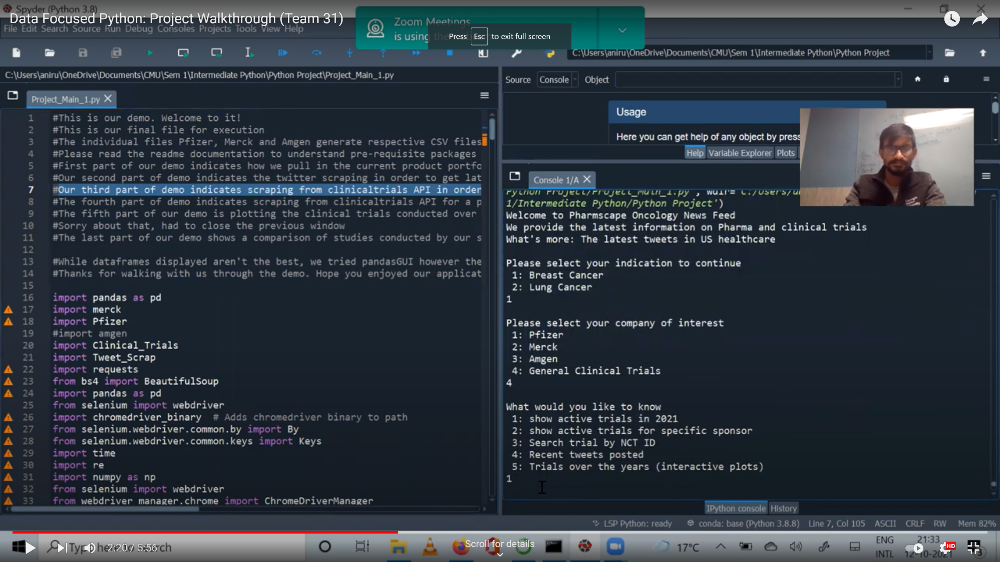 Spyder (Python 3.8)
Data Focused Python: Project Walkthrough (Team 31)
File Edit Search Source Run Debug Consoles Projects Tools View Help
Zoom Meetings
is using the
Press Esc to exit full screen
C:\Users\aniru\OneDrive\Documents\CMU\Sem 1\Intermediate Python\Python Project
C:\Users\aniru\OneDrive\Documents\CMU\Sem 1\Intermediate Python\Python Project\Project_Main_1.py
Project_Main_1.py
1 #This is our demo. Welcome to it!
2 #This is our final file for execution
3 #The individual files Pfizer, Merck and Amgen generate respective CSV files
4 #Please read the readme documentation to understand pre-requisite packages
5 #First part of our demo indicates how we pull in the current product portfo
6 #Our second part of demo indicates the twitter scraping in order to get lat
7 #Our third part of demo indicates scraping from clinicaltrials API in order
8 #The fourth part of demo indicates scraping from clinicaltrials API for a p
9 #The fifth part of our demo is plotting the clinical trials conducted over
10 #Sorry about that, had to close the previous window
11 #The last part of our demo shows a comparison of studies conducted by our s
12
13 #While dataframes displayed aren't the best, we tried pandasGUI however the
14 #Thanks for walking with us through the demo. Hope you enjoyed our applicat
15
16 import pandas as pd
17 import merck
18 import Pfizer
19 #import amgen
20 import Clinical_Trials
21 import Tweet_Scrap
22 import requests
23 from bs4 import BeautifulSoup
24 import pandas as pd
25 from selenium import webdriver
26 import chromedriver_binary # Adds chromedriver binary to path
27 from selenium.webdriver.common.by import By
28 from selenium.webdriver.common.keys import Keys
29 import time
30 import re
31 import numpy as np
32 from selenium import webdriver
33 from webdriver_manager.chrome import ChromeDriverManager
Source Console Object
Usage
Here you can get help of any object by press
Help Variable Explorer Plots
Console 1/A
Python Project/Project_Main_1.py', wdir='C:/Users/
1/Intermediate Python/Python Project')
Welcome to Pharmscape Oncology News Feed
We provide the latest information on Pharma and clinical trials
What's more: The latest tweets in US healthcare
Please select your indication to continue
1: Breast Cancer
2: Lung Cancer
1
Please select your company of interest
1: Pfizer
2: Merck
3: Amgen
4: General Clinical Trials
4
What would you like to know
1: show active trials in 2021
2: show active trials for specific sponsor
3: Search trial by NCT ID
4: Recent tweets posted
5: Trials over the years (interactive plots)
1
IPython console History
LSP Python: ready conda: base (Python 3.8.8) Line 7, Col 105 ASCII CRLF RW Mem 82%
Type here to search
2:20 / 5:56
Scroll for details
17°C
ENG
INTL
21:33
12-10-2021
HD